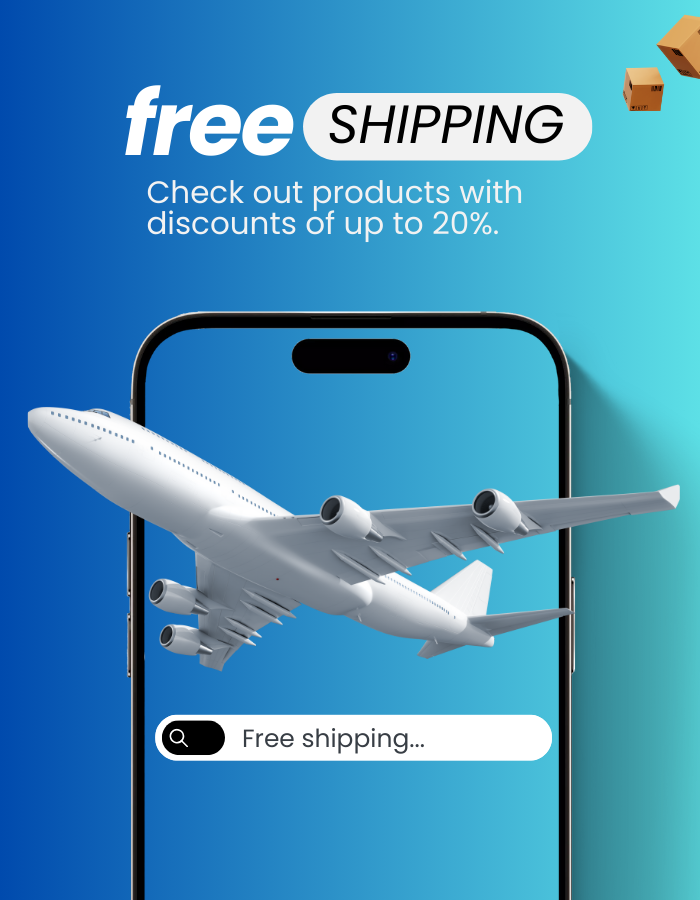 free SHIPPING
Check out products with
discounts of up to 20%.
Free shipping...